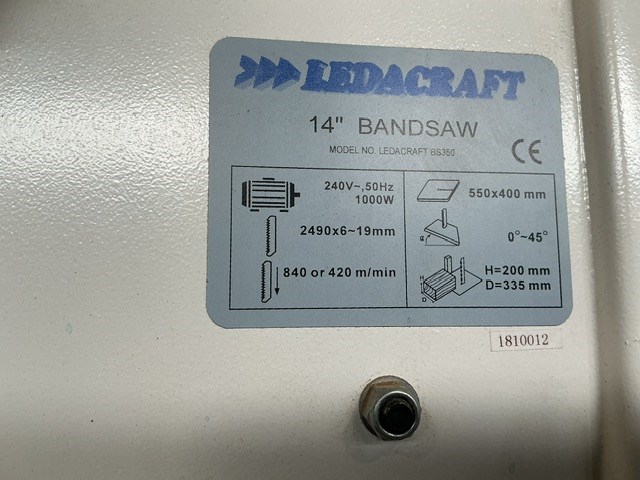 LEDACRAFT
14" BANDSAW
MODEL NO. LEDACRAFT BS350
CE
240V~,50Hz
1000W
2490x6~19mm
840 or 420 m/min
550x400 mm
0°~45°
H=200 mm
D=335 mm
D
1810012